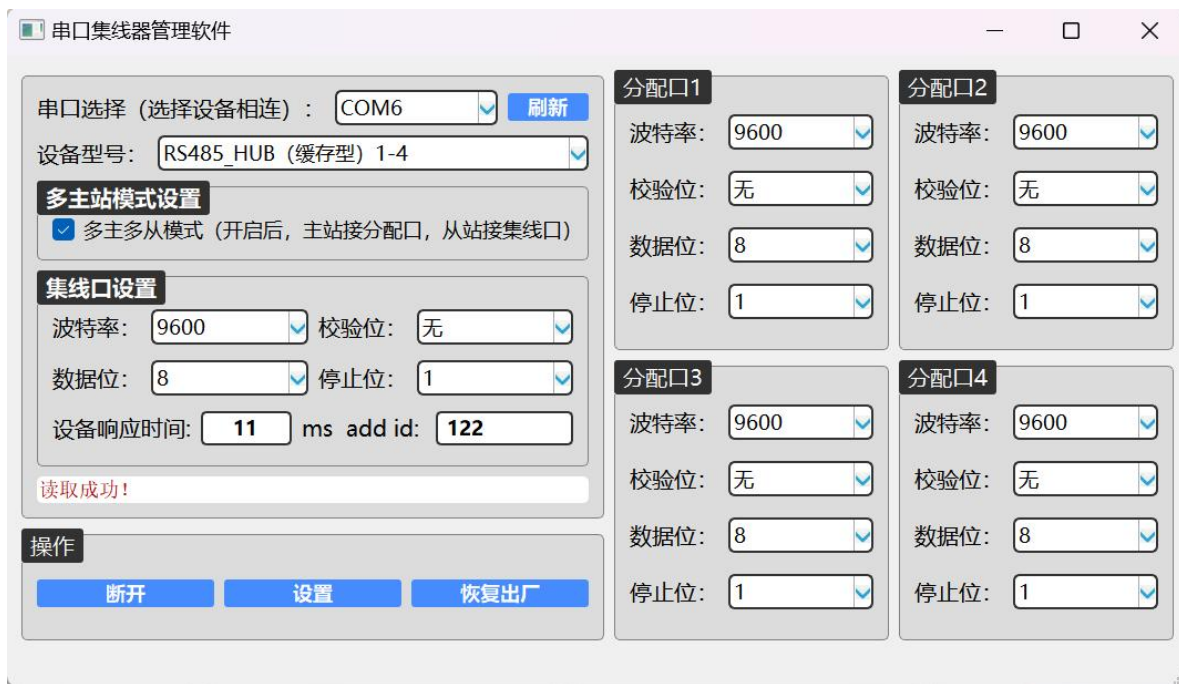 串口集线器管理软件
串口选择（选择设备相连）： COM6 刷新
设备型号： RS485_HUB（缓存型）1-4
多主站模式设置
多主多从模式（开启后，主站接分配口，从站接集线口）
集线口设置
波特率： 9600 校验位： 无
数据位： 8 停止位： 1
设备响应时间: 11 ms add id: 122
读取成功！
操作
断开 设置 恢复出厂
分配口1
波特率： 9600
校验位： 无
数据位： 8
停止位： 1
分配口2
波特率： 9600
校验位： 无
数据位： 8
停止位： 1
分配口3
波特率： 9600
校验位： 无
数据位： 8
停止位： 1
分配口4
波特率： 9600
校验位： 无
数据位： 8
停止位： 1